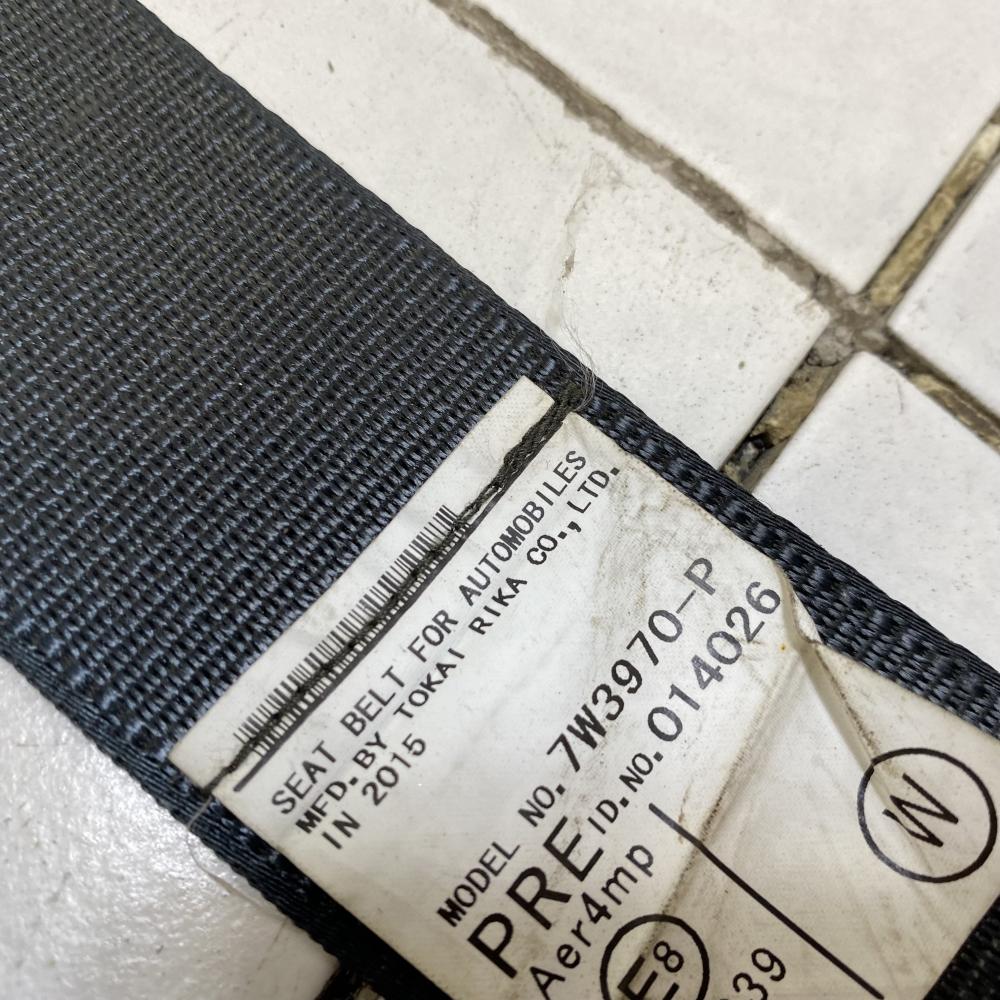 SEAT BELT FOR AUTOMOBILES
MFD. BY TOKAI RIKA CO., LTD.
IN 2015
MODEL NO. 7W3970-P
PRE ID. NO. 014026
Aer4mp
E8
39
W